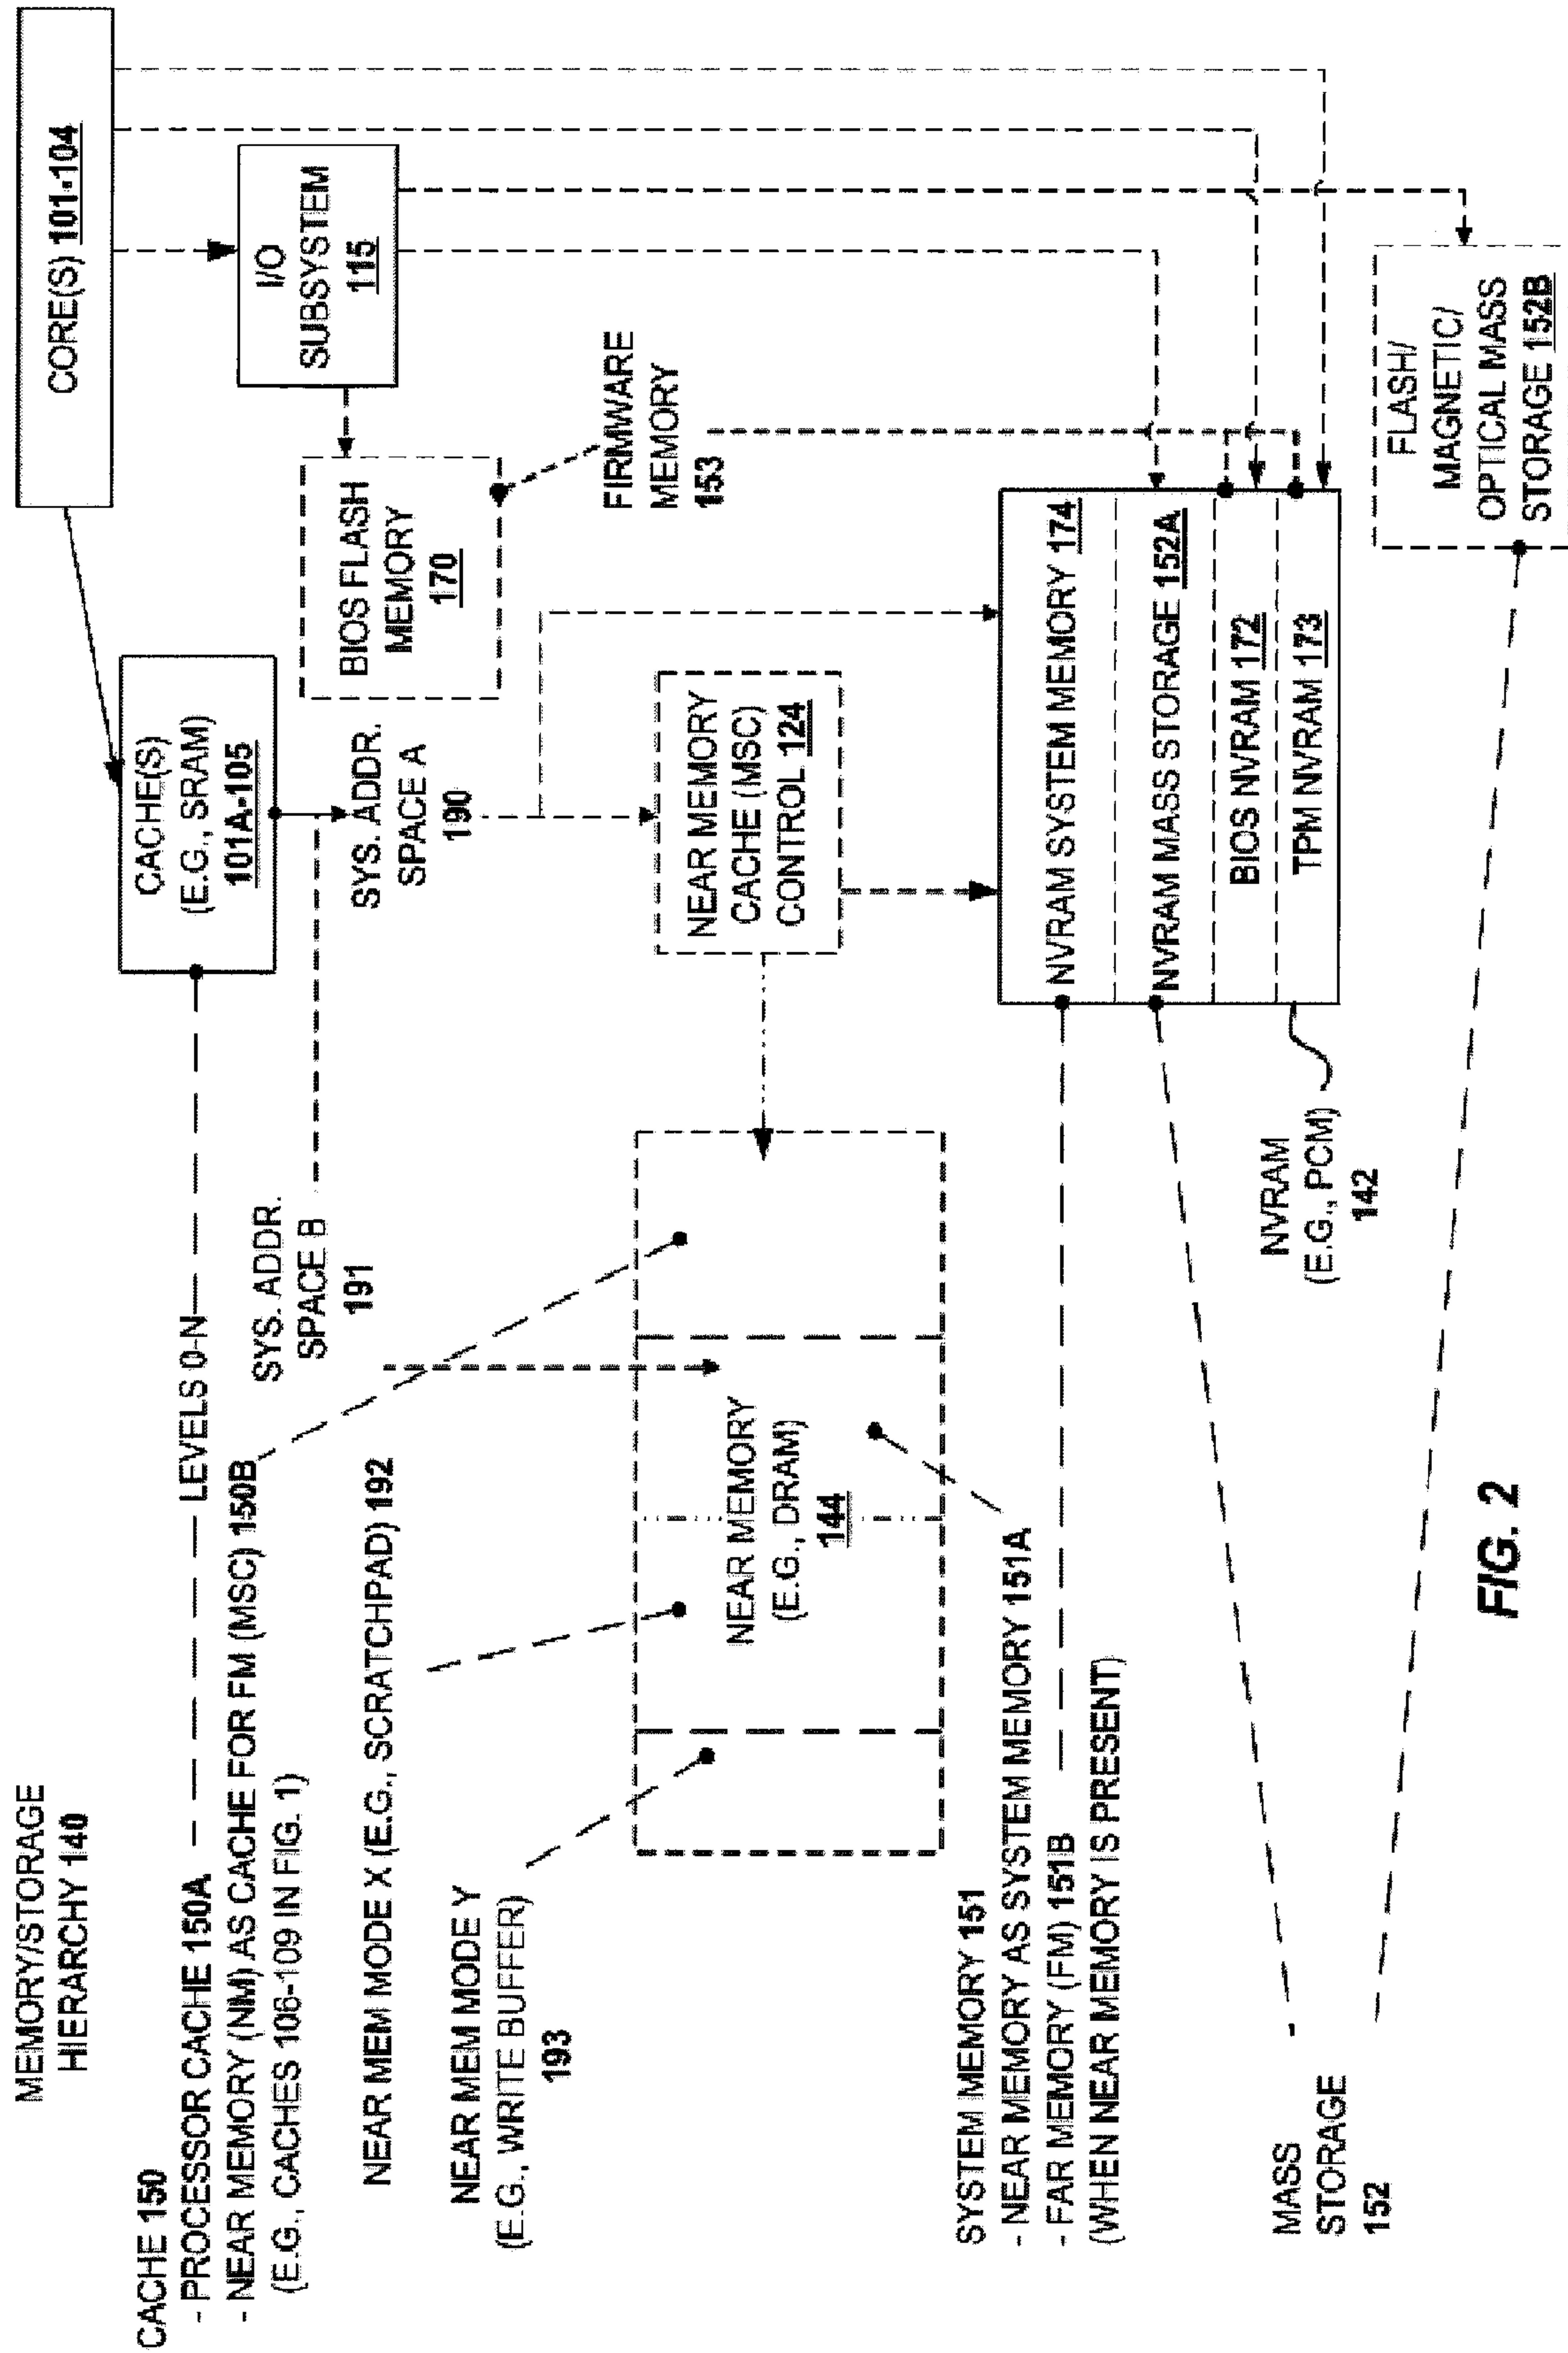 MEMORY/STORAGE
HIERARCHY 140
CACHE 150
- PROCESSOR CACHE 150A
LEVELS 0-N
- NEAR MEMORY (NM) AS CACHE FOR FM (MSC) 150B
(E.G., CACHES 106-109 IN FIG. 1)
NEAR MEM MODE X (E.G., SCRATCHPAD) 192
NEAR MEM MODE Y
(E.G., WRITE BUFFER)
193
SYSTEM MEMORY 151
- NEAR MEMORY AS SYSTEM MEMORY 151A
- FAR MEMORY (FM) 151B
(WHEN NEAR MEMORY IS PRESENT)
MASS
STORAGE
152
SYS. ADDR.
SPACE B
191
NEAR MEMORY
(E.G., DRAM)
144
NVRAM
(E.G., PCM)
142
CORE(S) 101-104
CACHE(S)
(E.G., SRAM)
101A-105
I/O
SUBSYSTEM
115
BIOS FLASH
MEMORY
170
SYS. ADDR.
SPACE A
190
FIRMWARE
MEMORY
153
NEAR MEMORY
CACHE (MSC)
CONTROL 124
NVRAM SYSTEM MEMORY 174
NVRAM MASS STORAGE 152A
BIOS NVRAM 172
TPM NVRAM 173
FLASH/
MAGNETIC/
OPTICAL MASS
STORAGE 152B
FIG. 2